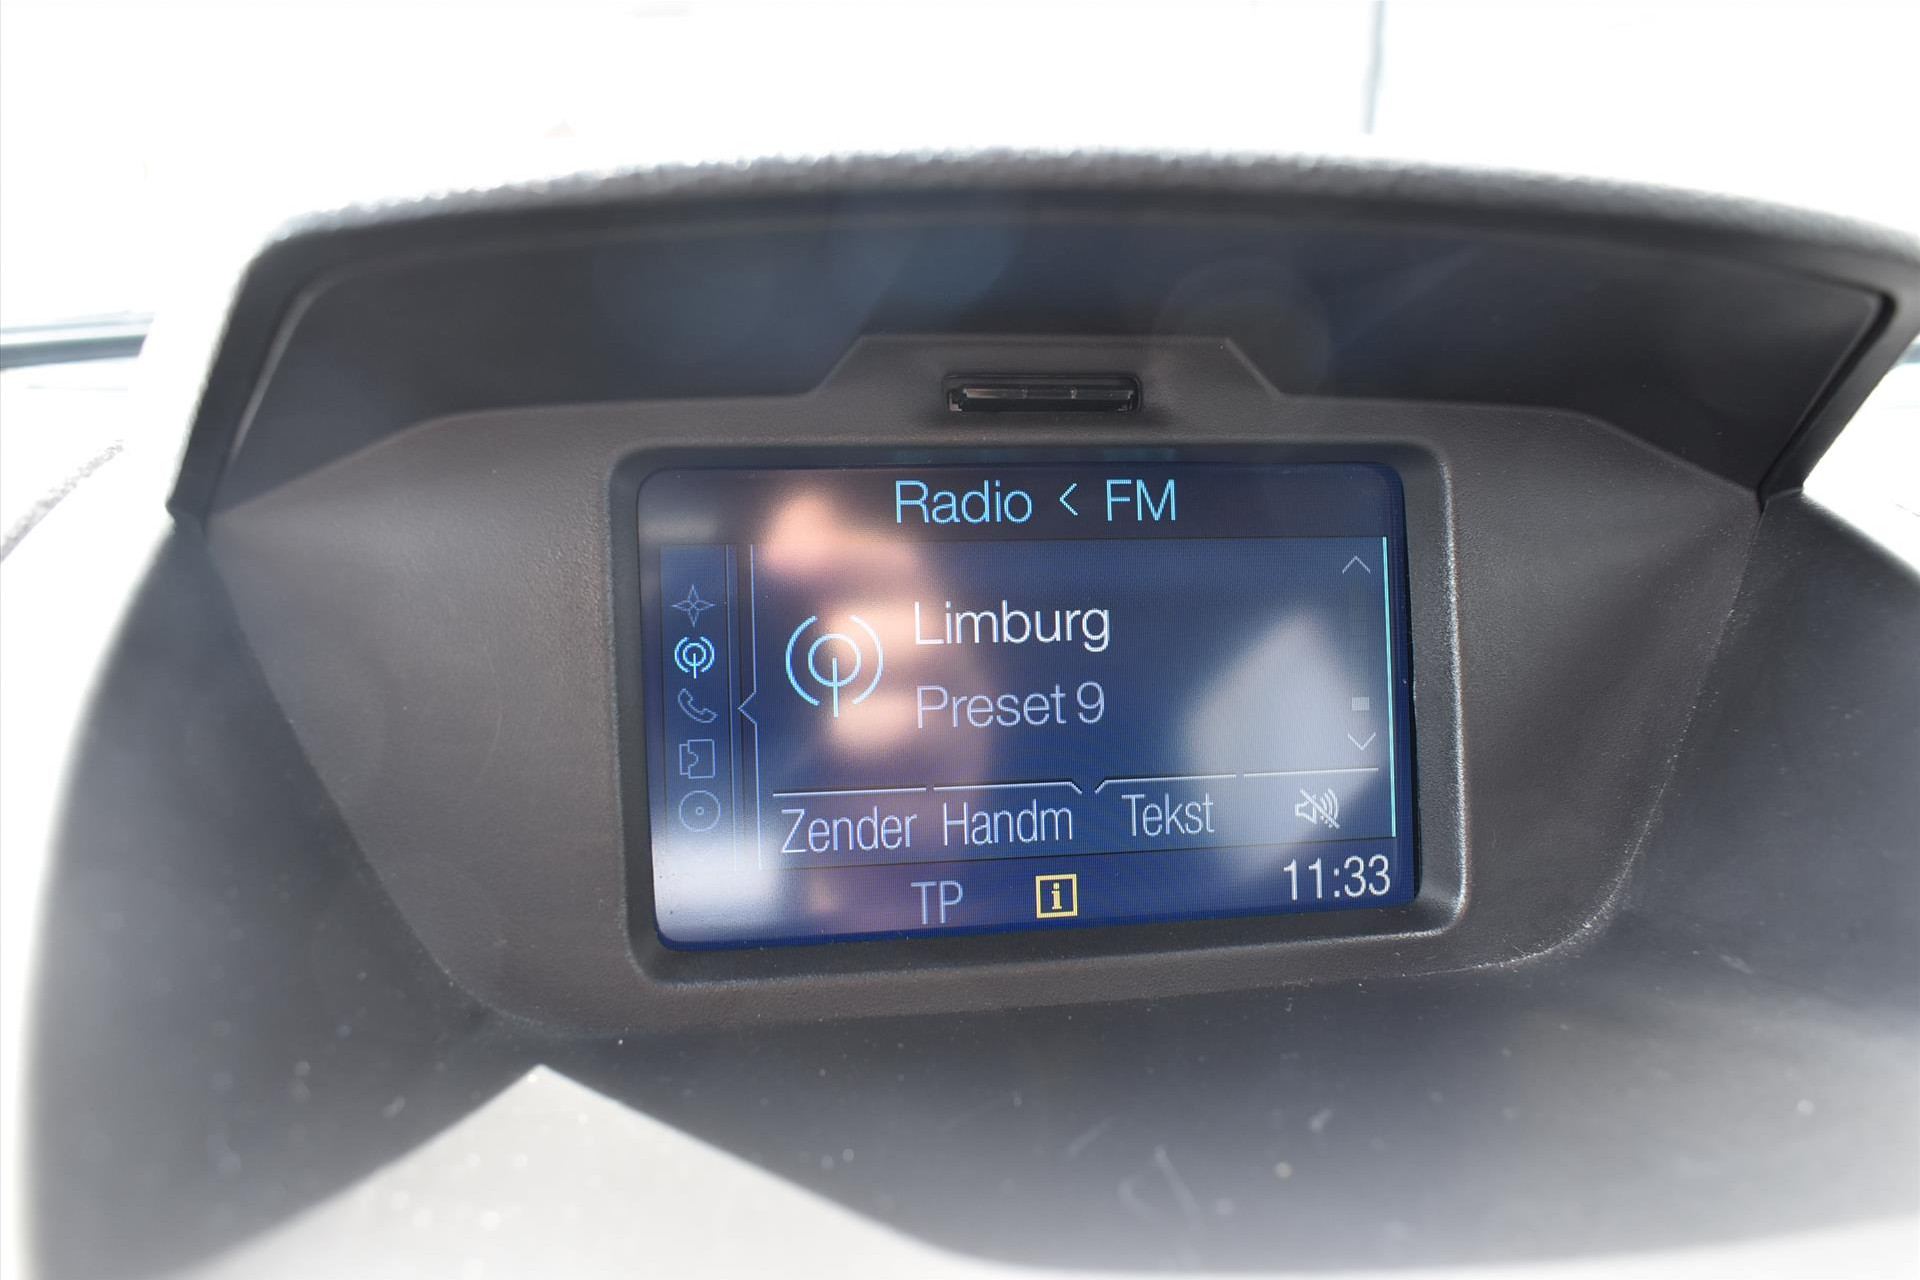 Radio < FM
Limburg
Preset 9
Zender Handm Tekst
TP i 11:33